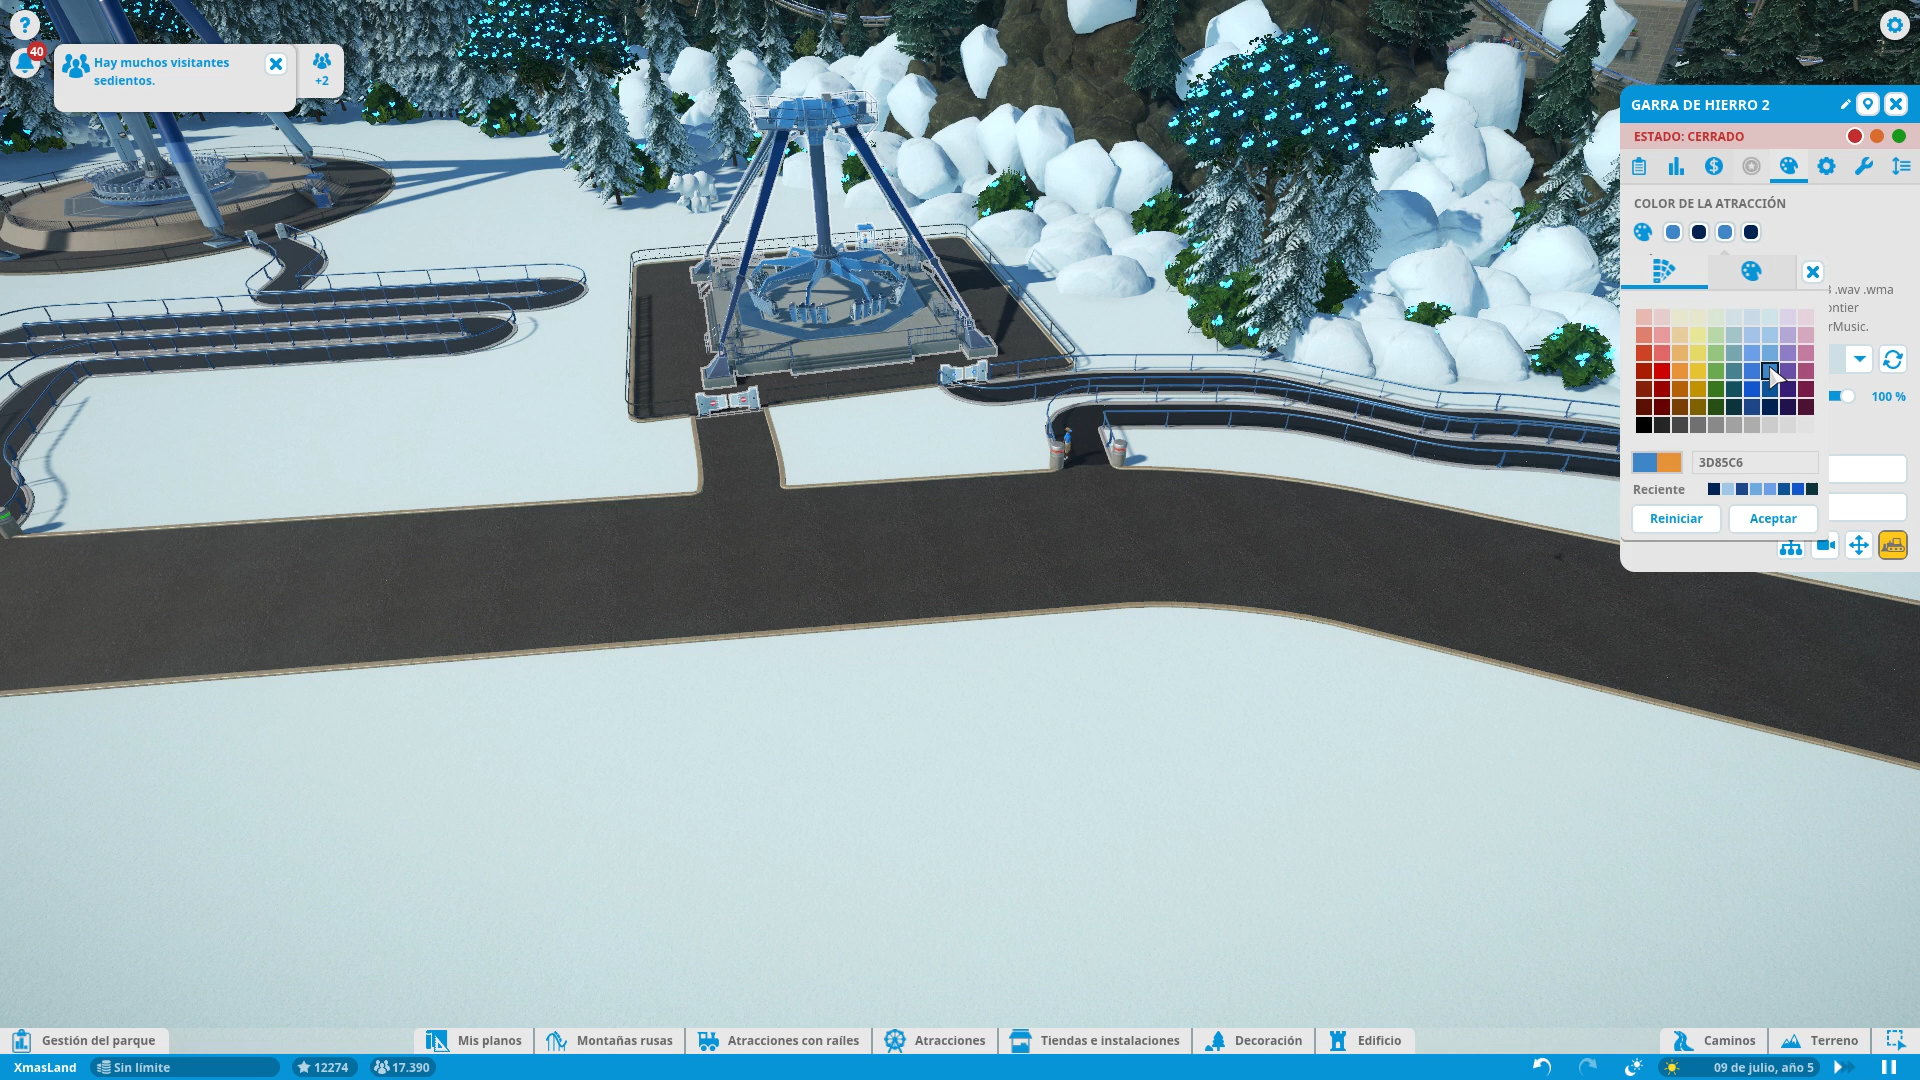 ?
40
Hay muchos visitantes
sedientos.
+2
GARRA DE HIERRO 2
ESTADO: CERRADO
COLOR DE LA ATRACCIÓN
.wav .wma
ontier
rMusic.
100 %
3D85C6
Reciente
Reiniciar
Aceptar
Gestión del parque
Mis planos
Montañas rusas
Atracciones con raíles
Atracciones
Tiendas e instalaciones
Decoración
Edificio
Caminos
Terreno
XmasLand
Sin límite
12274
17.390
09 de julio, año 5